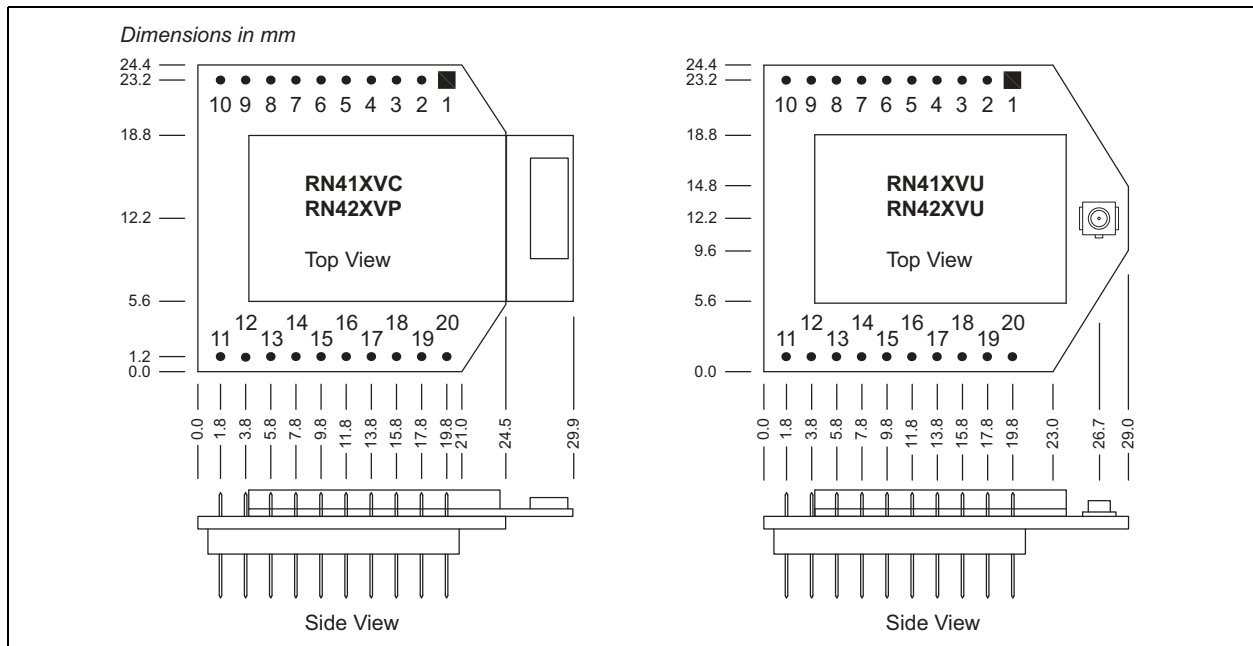 Dimensions in mm
24.4
23.2
18.8
12.2
5.6
1.2
0.0
10 9 8 7 6 5 4 3 2 1
RN41XVC
RN42XVP
Top View
12 14 16 18 20
11 13 15 17 19
0.0 1.8 3.8 5.8 7.8 9.8 11.8 13.8 15.8 17.8 19.8 21.0 24.5 29.9
Side View
24.4
23.2
18.8
14.8
12.2
9.6
5.6
1.2
0.0
10 9 8 7 6 5 4 3 2 1
RN41XVU
RN42XVU
Top View
12 14 16 18 20
11 13 15 17 19
0.0 1.8 3.8 5.8 7.8 9.8 11.8 13.8 15.8 17.8 19.8 23.0 26.7 29.0
Side View